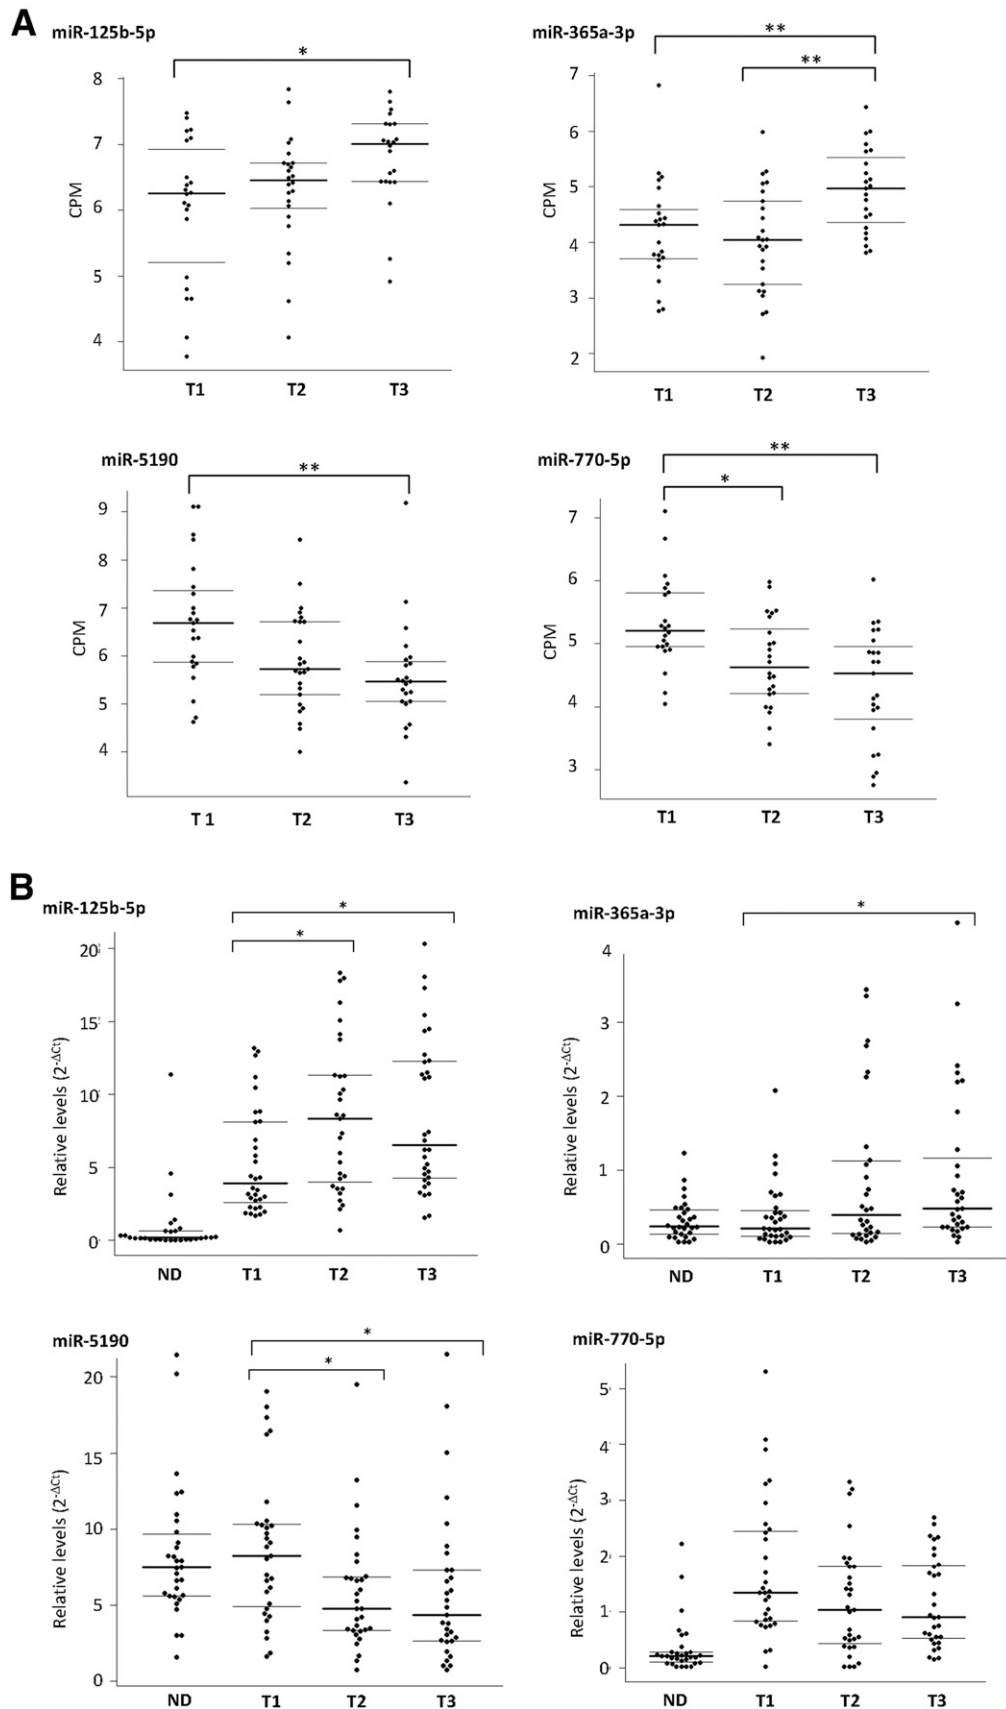 A
miR-125b-5p
*
CPM
8
7
6
5
4
T1 T2 T3
miR-365a-3p
**
**
CPM
7
6
5
4
3
2
T1 T2 T3
miR-5190
**
CPM
9
8
7
6
5
4
T 1 T2 T3
miR-770-5p
**
*
CPM
7
6
5
4
3
T1 T2 T3
B
miR-125b-5p
*
*
Relative levels (2-ΔCt)
20
15
10
5
0
ND T1 T2 T3
miR-365a-3p
*
Relative levels (2-ΔCt)
4
3
2
1
0
ND T1 T2 T3
miR-5190
*
*
Relative levels (2-ΔCt)
20
15
10
5
0
ND T1 T2 T3
miR-770-5p
Relative levels (2-ΔCt)
5
4
3
2
1
0
ND T1 T2 T3